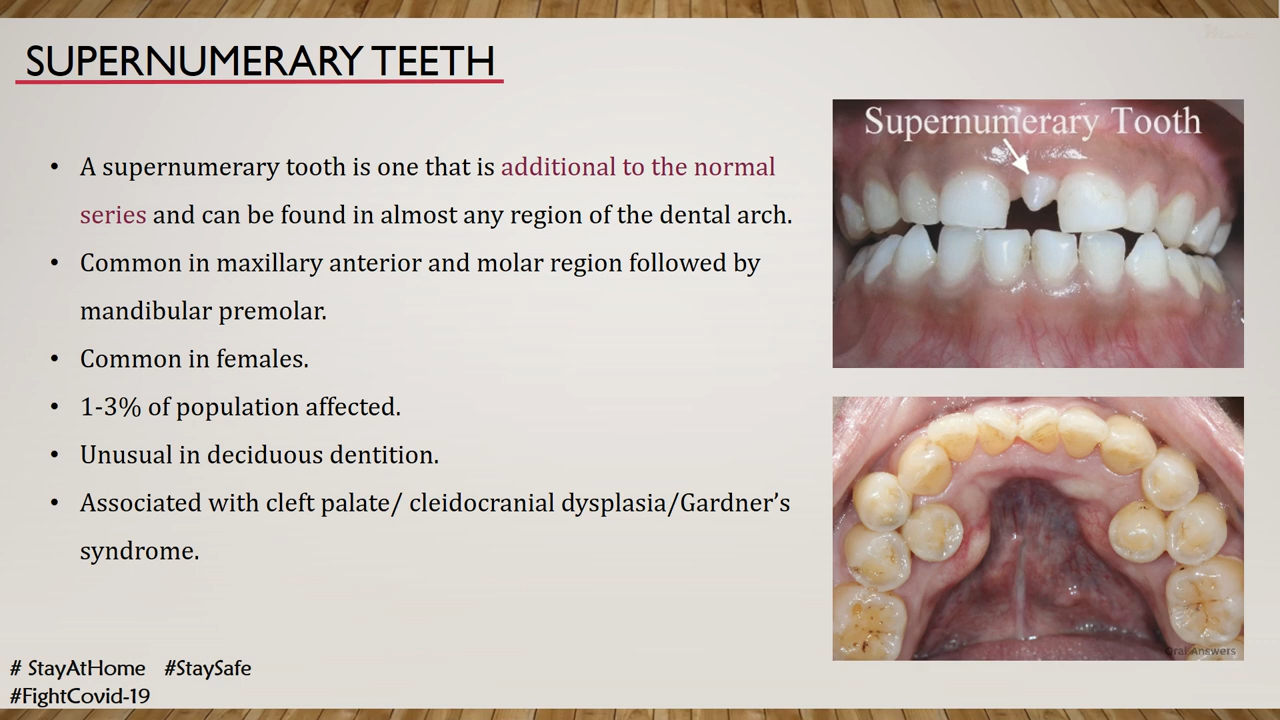 SUPERNUMERARY TEETH
• A supernumerary tooth is one that is additional to the normal
series and can be found in almost any region of the dental arch.
• Common in maxillary anterior and molar region followed by
mandibular premolar.
• Common in females.
• 1-3% of population affected.
• Unusual in deciduous dentition.
• Associated with cleft palate/ cleidocranial dysplasia/Gardner’s
syndrome.
Supernumerary Tooth
Oral Answers
# StayAtHome #StaySafe
#FightCovid-19